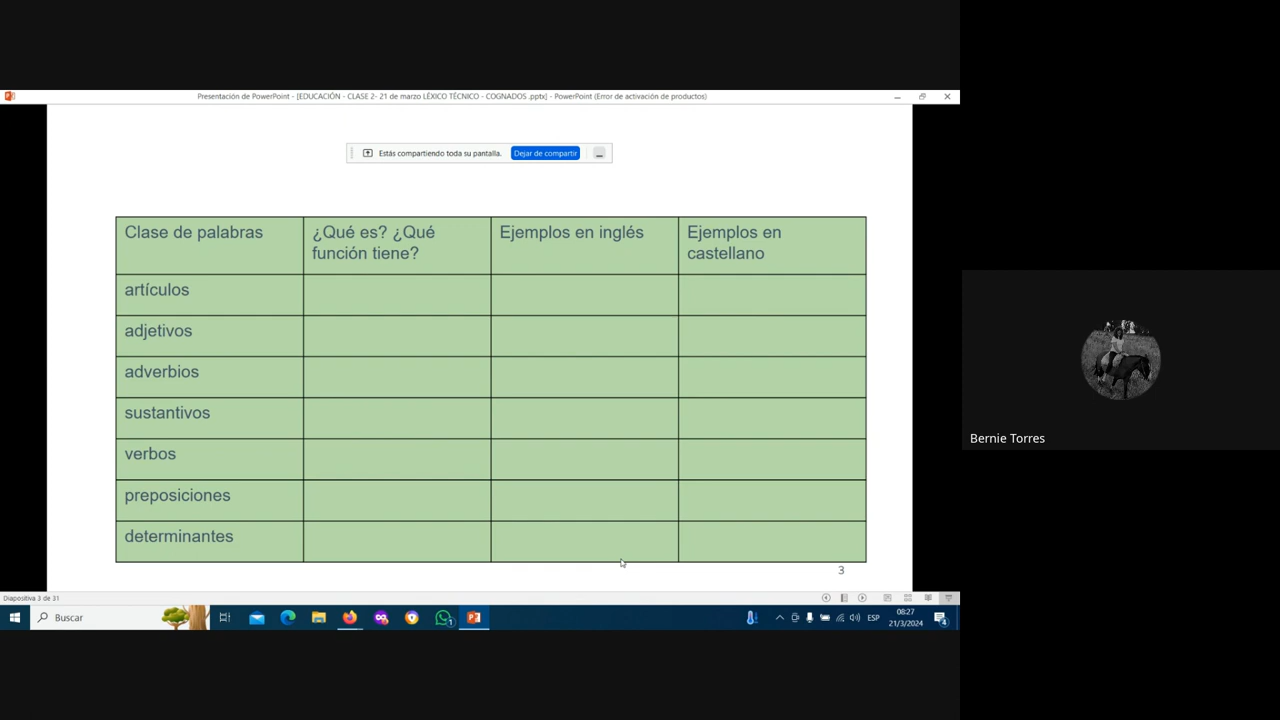 Presentación de PowerPoint - [EDUCACIÓN - CLASE 2- 21 de marzo LÉXICO TÉCNICO - COGNADOS .pptx] - PowerPoint (Error de activación de productos)
Estás compartiendo toda su pantalla. Dejar de compartir
Clase de palabras
¿Qué es? ¿Qué función tiene?
Ejemplos en inglés
Ejemplos en castellano
artículos
adjetivos
adverbios
sustantivos
verbos
preposiciones
determinantes
3
Bernie Torres
Diapositiva 3 de 31
Buscar
ESP
08:27
21/3/2024